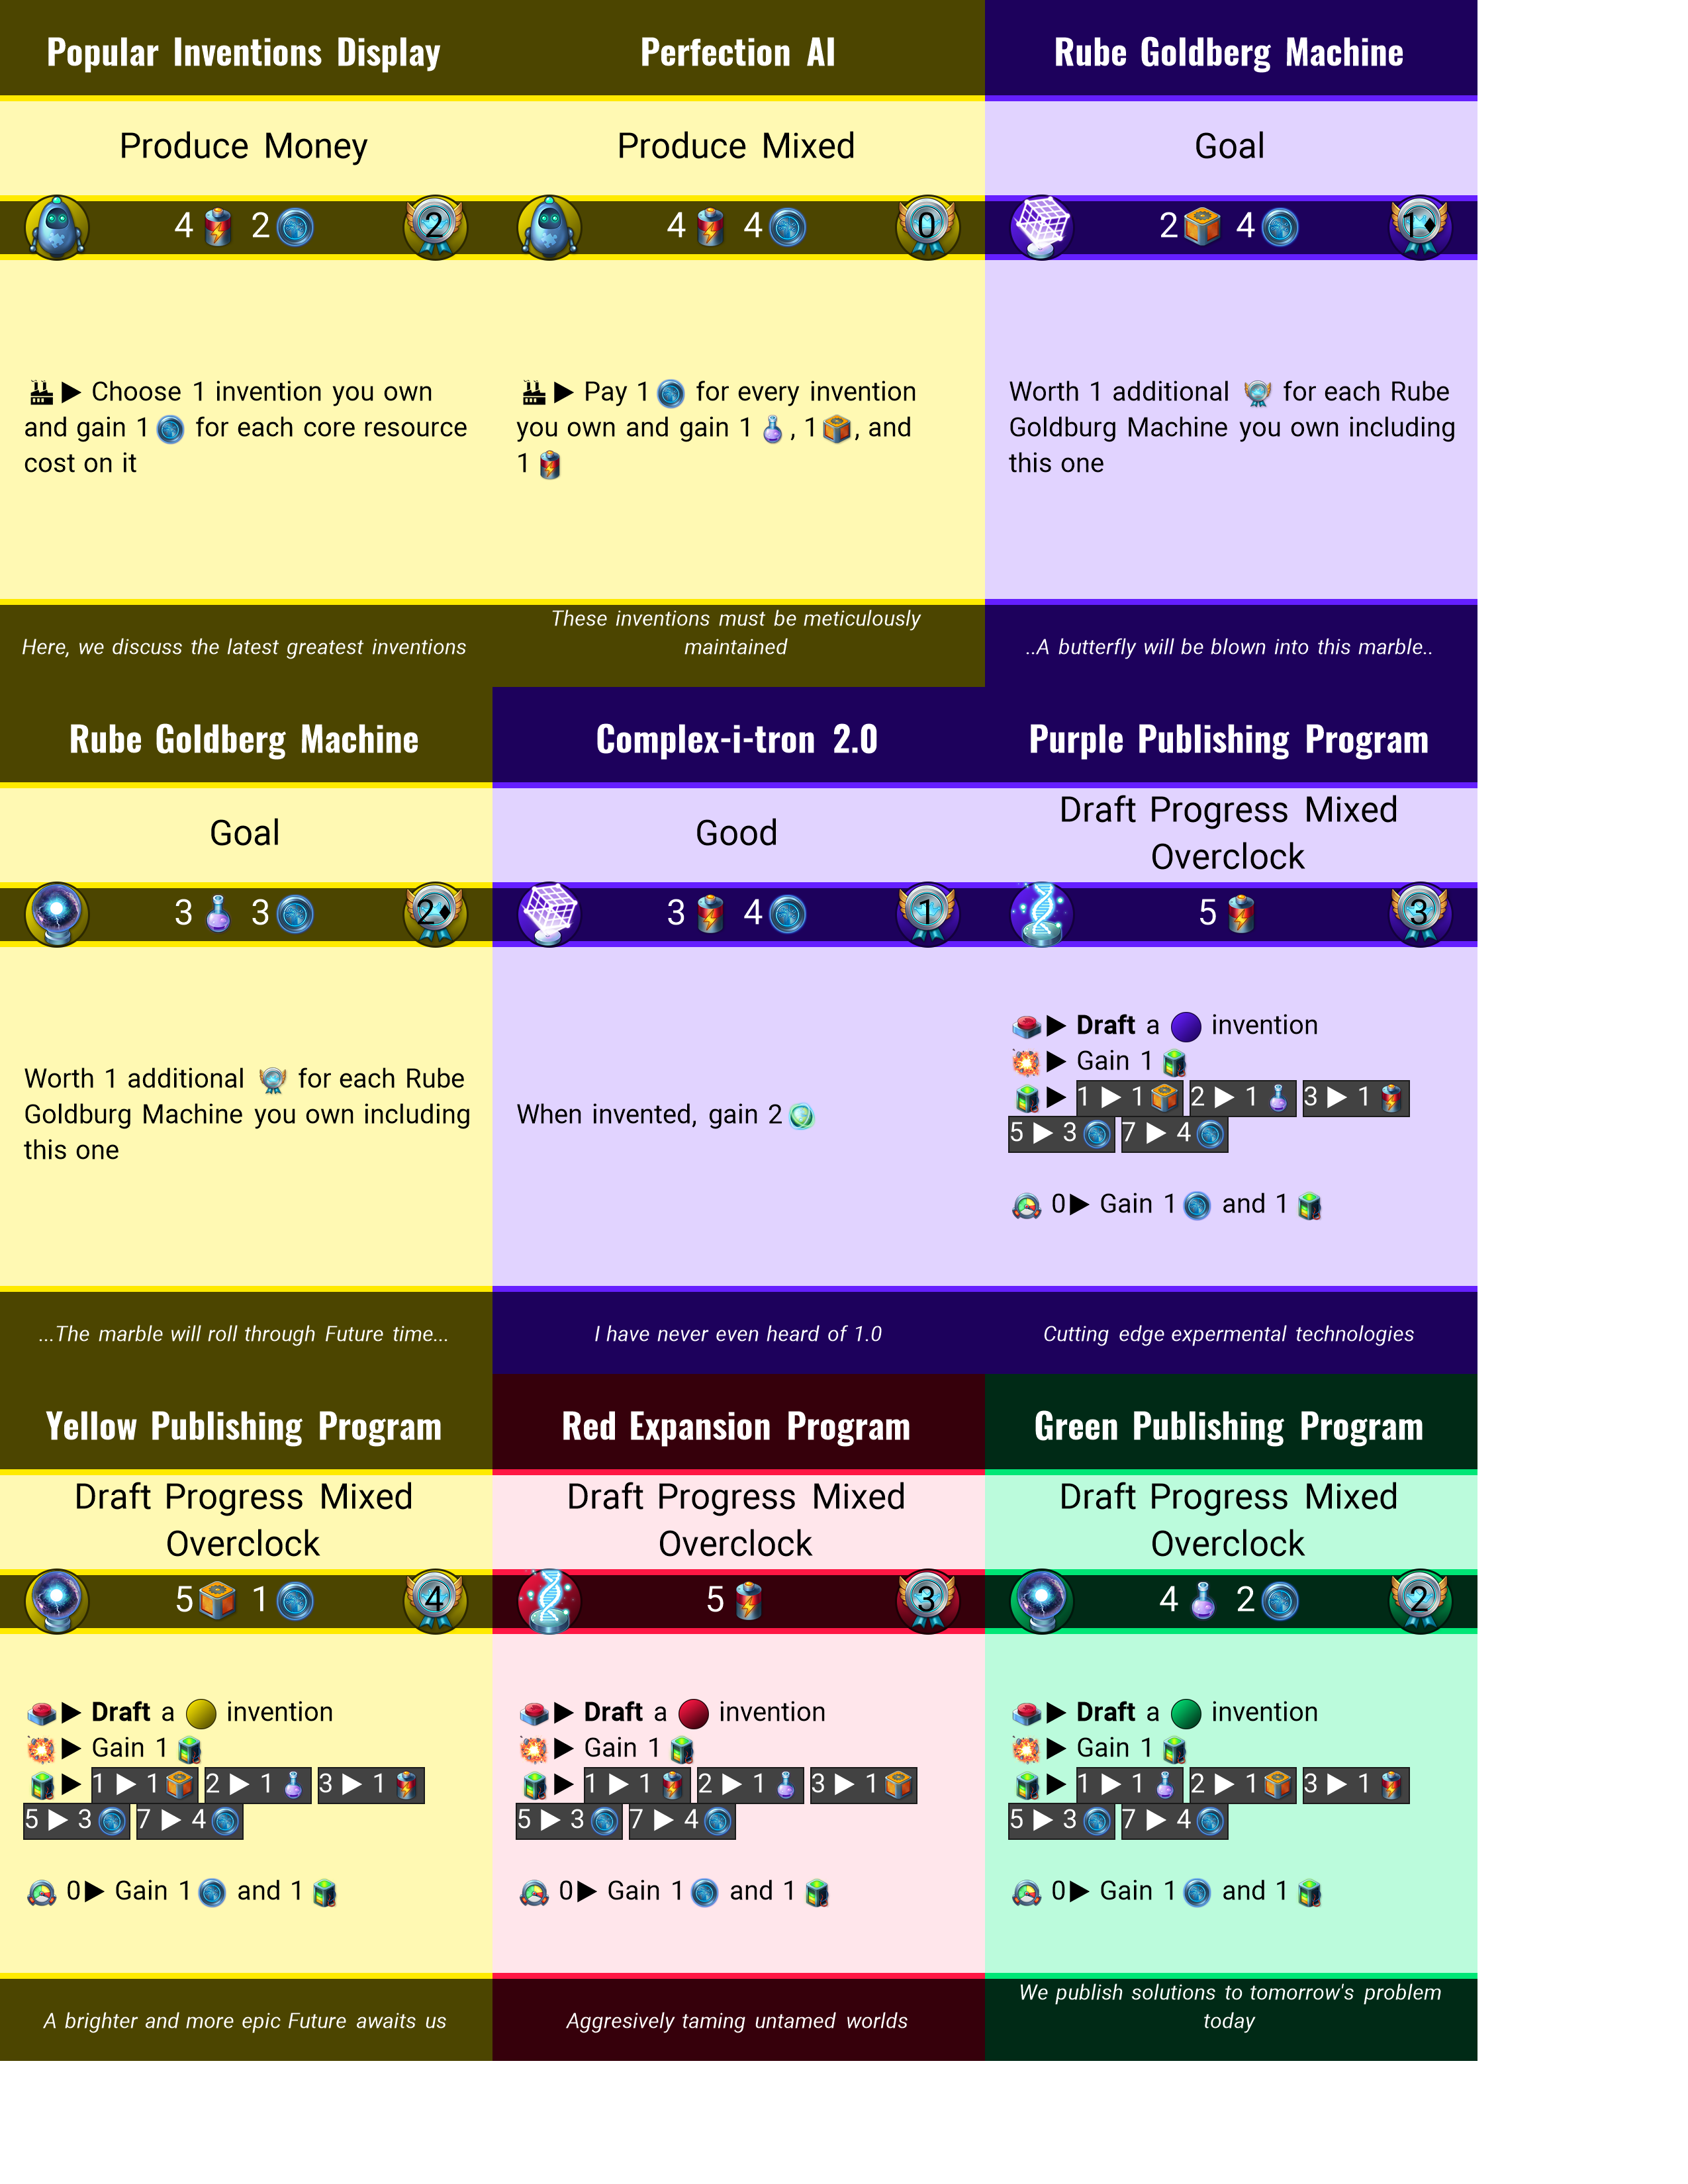 Popular Inventions Display
Produce Money
4 2 2
▶ Choose 1 invention you own
and gain 1 for each core resource
cost on it
Here, we discuss the latest greatest inventions
Perfection AI
Produce Mixed
4 4 0
▶ Pay 1 for every invention
you own and gain 1 , 1 , and
1
These inventions must be meticulously
maintained
Rube Goldberg Machine
Goal
2 4 1♦
Worth 1 additional for each Rube
Goldburg Machine you own including
this one
..A butterfly will be blown into this marble..
Rube Goldberg Machine
Goal
3 3 2♦
Worth 1 additional for each Rube
Goldburg Machine you own including
this one
...The marble will roll through Future time...
Complex-i-tron 2.0
Good
3 4 1
When invented, gain 2
I have never even heard of 1.0
Purple Publishing Program
Draft Progress Mixed
Overclock
5 3
▶ Draft a invention
▶ Gain 1
▶ 1 ▶ 1 2 ▶ 1 3 ▶ 1
5 ▶ 3 7 ▶ 4
0▶ Gain 1 and 1
Cutting edge expermental technologies
Yellow Publishing Program
Draft Progress Mixed
Overclock
5 1 4
▶ Draft a invention
▶ Gain 1
▶ 1 ▶ 1 2 ▶ 1 3 ▶ 1
5 ▶ 3 7 ▶ 4
0▶ Gain 1 and 1
A brighter and more epic Future awaits us
Red Expansion Program
Draft Progress Mixed
Overclock
5 3
▶ Draft a invention
▶ Gain 1
▶ 1 ▶ 1 2 ▶ 1 3 ▶ 1
5 ▶ 3 7 ▶ 4
0▶ Gain 1 and 1
Aggresively taming untamed worlds
Green Publishing Program
Draft Progress Mixed
Overclock
4 2 2
▶ Draft a invention
▶ Gain 1
▶ 1 ▶ 1 2 ▶ 1 3 ▶ 1
5 ▶ 3 7 ▶ 4
0▶ Gain 1 and 1
We publish solutions to tomorrow's problem
today